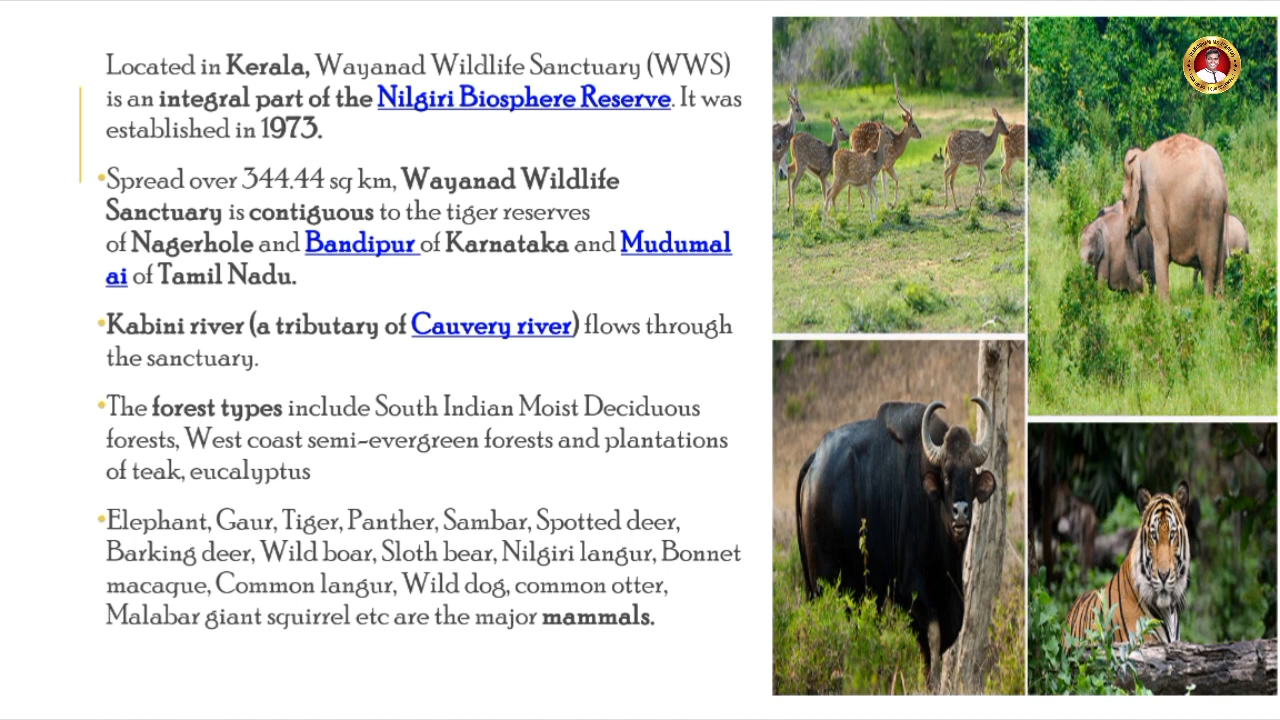 Located in Kerala, Wayanad Wildlife Sanctuary (WWS)
is an integral part of the Nilgiri Biosphere Reserve. It was
established in 1973.
•Spread over 344.44 sq km, Wayanad Wildlife
Sanctuary is contiguous to the tiger reserves
of Nagerhole and Bandipur of Karnataka and Mudumal
ai of Tamil Nadu.
•Kabini river (a tributary of Cauvery river) flows through
the sanctuary.
•The forest types include South Indian Moist Deciduous
forests, West coast semi-evergreen forests and plantations
of teak, eucalyptus
•Elephant, Gaur, Tiger, Panther, Sambar, Spotted deer,
Barking deer, Wild boar, Sloth bear, Nilgiri langur, Bonnet
macaque, Common langur, Wild dog, common otter,
Malabar giant squirrel etc are the major mammals.